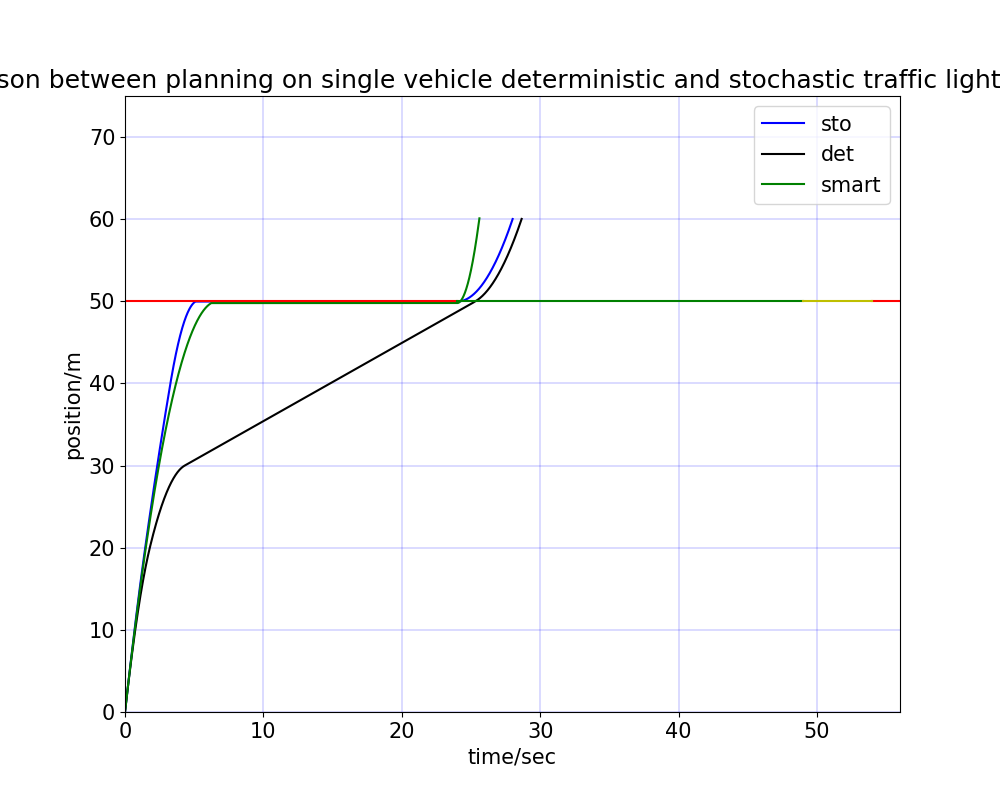 son between planning on single vehicle deterministic and stochastic traffic light
70
60
50
40
30
20
10
0
position/m
sto
det
smart
0 10 20 30 40 50
time/sec